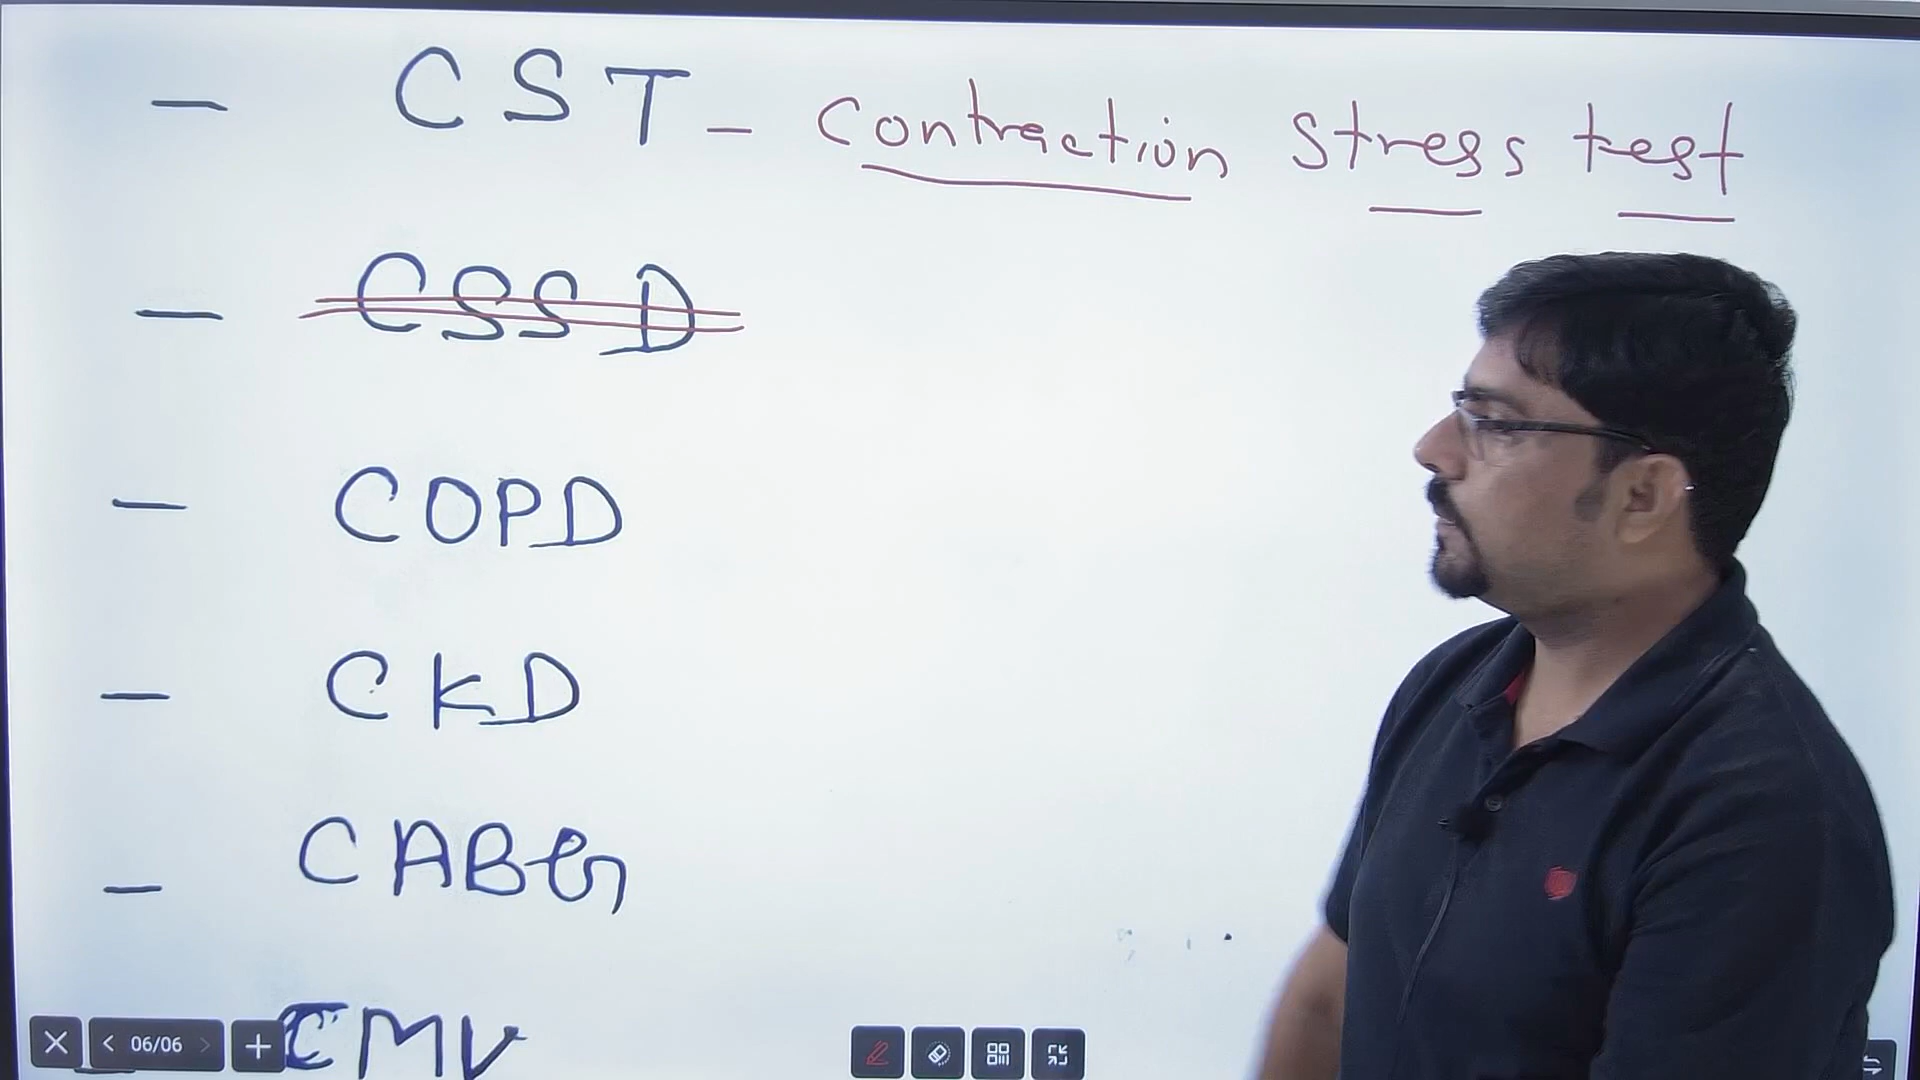 - CST - Contraction stress test
- CSSD
- COPD
- CKD
- CABG
- CMV
06/06